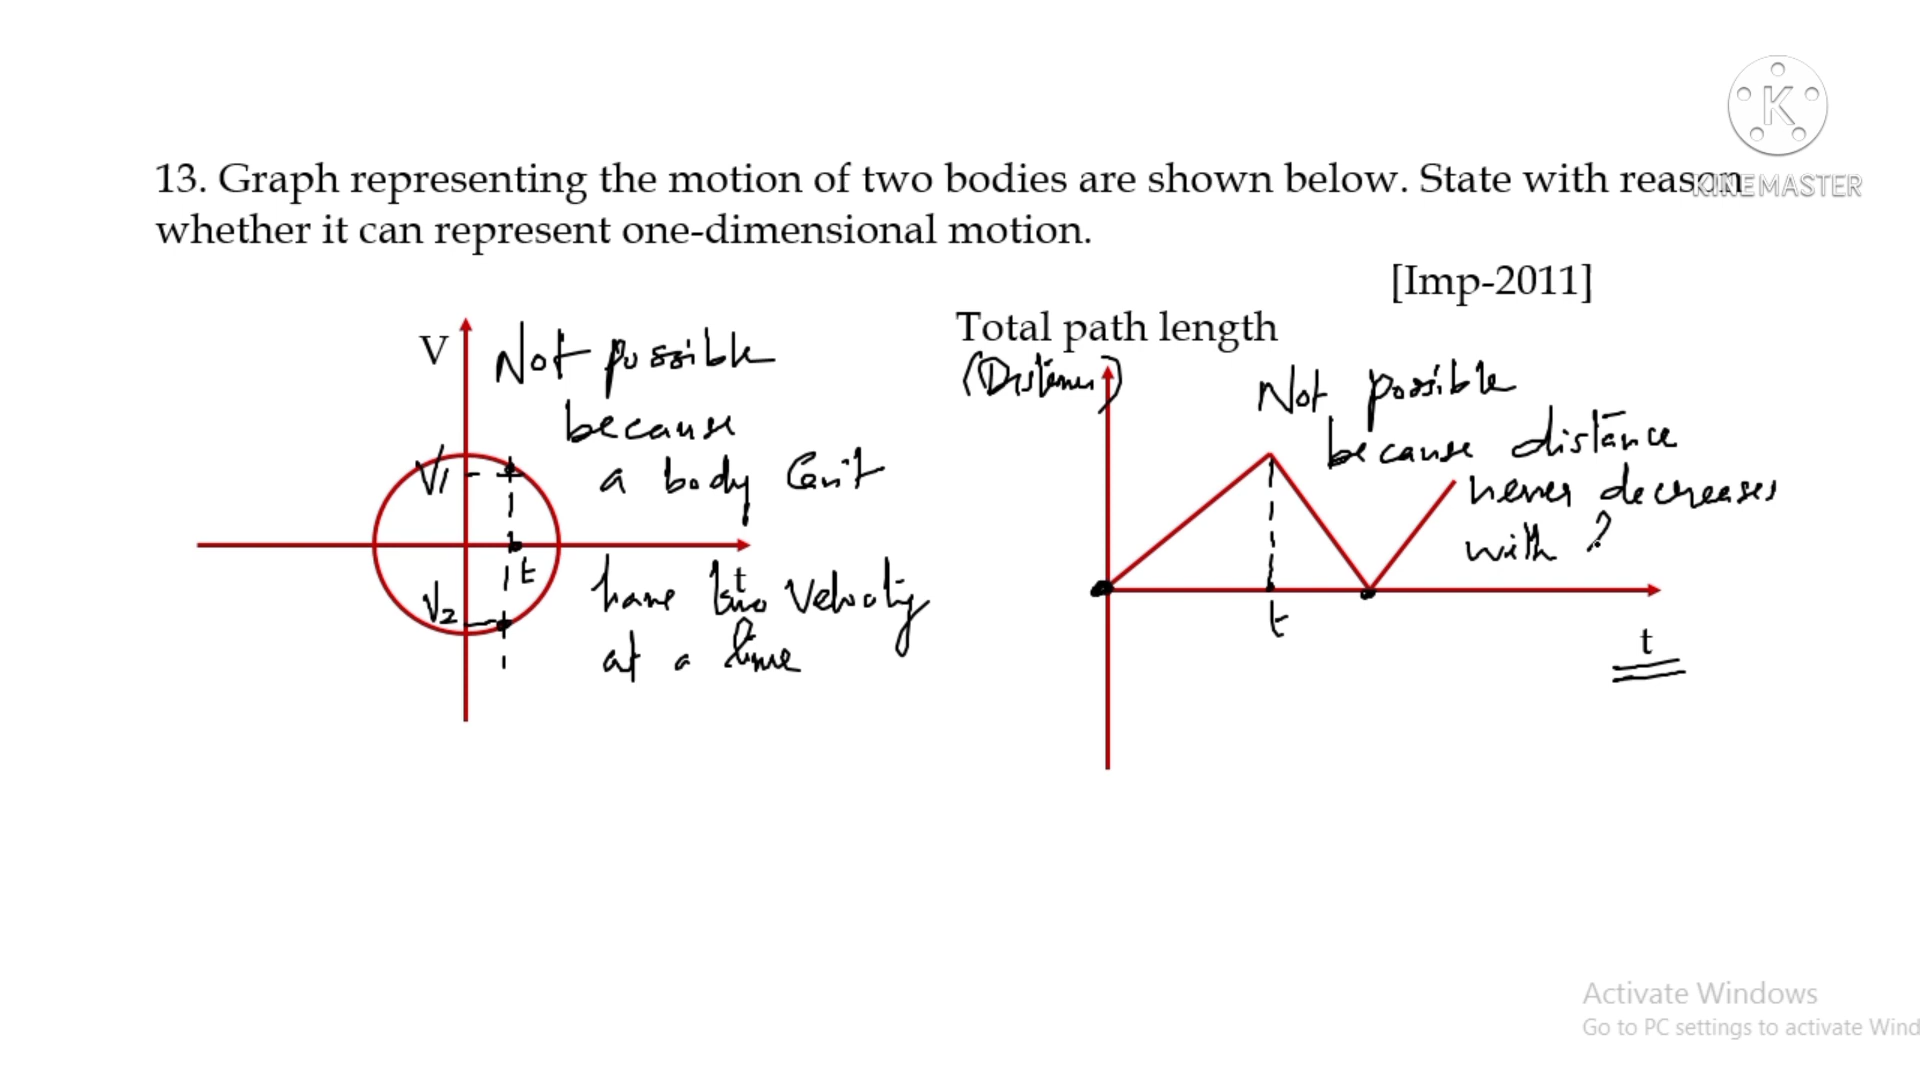 K
KINEMASTER
13. Graph representing the motion of two bodies are shown below. State with reason
whether it can represent one-dimensional motion.
[Imp-2011]
V
Not possible
because
a body Can't
have two Velocity
at a time
V1
V2
t
t
Total path length
(Distance)
Not possible
because distance
never decreases
with
t
t
Activate Windows
Go to PC settings to activate Wind